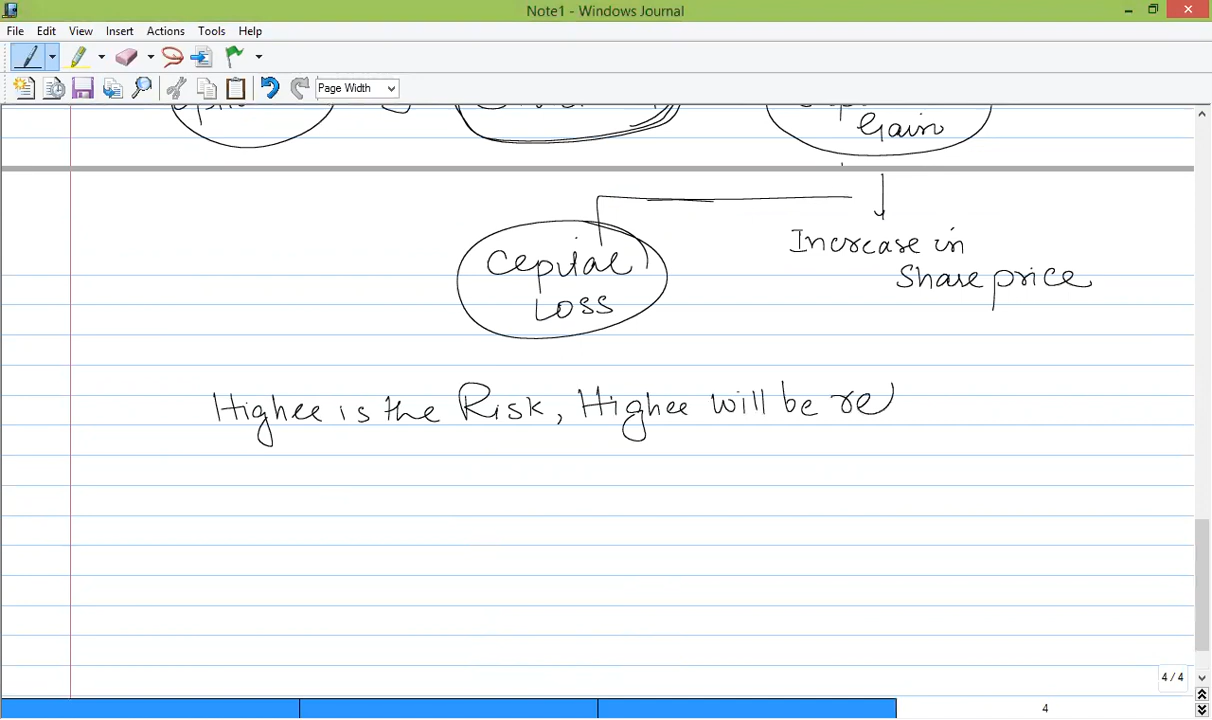 Note1 - Windows Journal
File Edit View Insert Actions Tools Help
Page Width
Gain
Increase in
Share price
Cepital
Loss
Highee is the Risk, Highee will be re
4 / 4
4